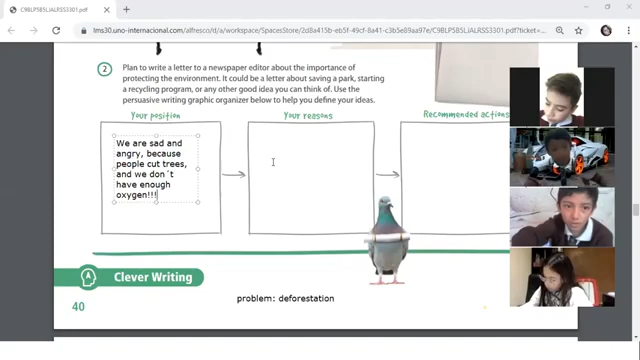 C9BLP5B5LJALRSS3301.pdf
lms30.uno-internacional.com/alfresco/d/a/workspace/SpacesStore/2d8a415b-eb5f-49cf-8a41-c3b5e89aa97e/C9BLP5B5LJALRSS3301.pdf?ticket=...
2 Plan to write a letter to a newspaper editor about the importance of
protecting the environment. It could be a letter about saving a park, starting
a recycling program, or any other good idea you can think of. Use the
persuasive writing graphic organizer below to help you define your ideas.
Your position
Your reasons
Recommended actions
We are sad and
angry, because
people cut trees,
and we don´t
have enough
oxygen!!!
A Clever Writing
40
problem: deforestation